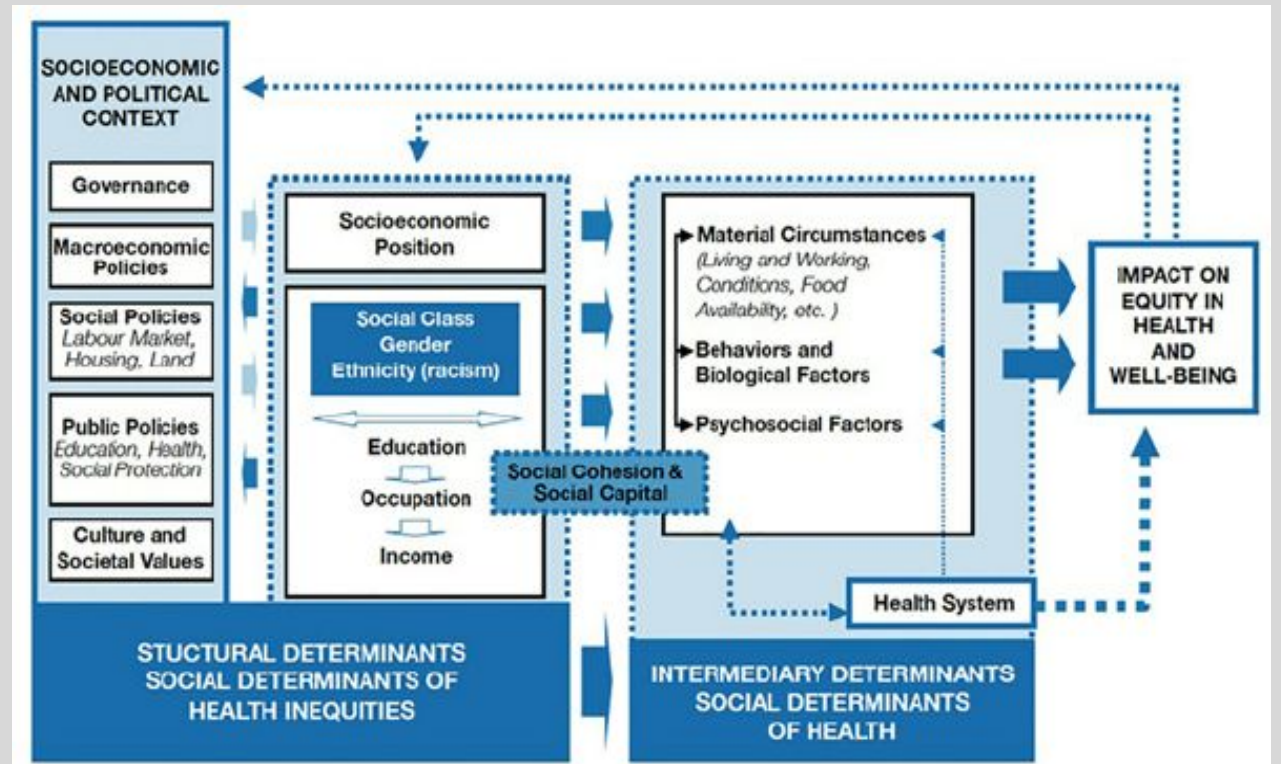 SOCIOECONOMIC
AND POLITICAL
CONTEXT
Governance
Macroeconomic
Policies
Social Policies
Labour Market,
Housing, Land
Public Policies
Education, Health,
Social Protection
Culture and
Societal Values
Socioeconomic
Position
Social Class
Gender
Ethnicity (racism)
Education
Occupation
Income
Social Cohesion &
Social Capital
STUCTURAL DETERMINANTS
SOCIAL DETERMINANTS OF
HEALTH INEQUITIES
Material Circumstances
(Living and Working,
Conditions, Food
Availability, etc. )
Behaviors and
Biological Factors
Psychosocial Factors
Health System
INTERMEDIARY DETERMINANTS
SOCIAL DETERMINANTS
OF HEALTH
IMPACT ON
EQUITY IN
HEALTH
AND
WELL-BEING